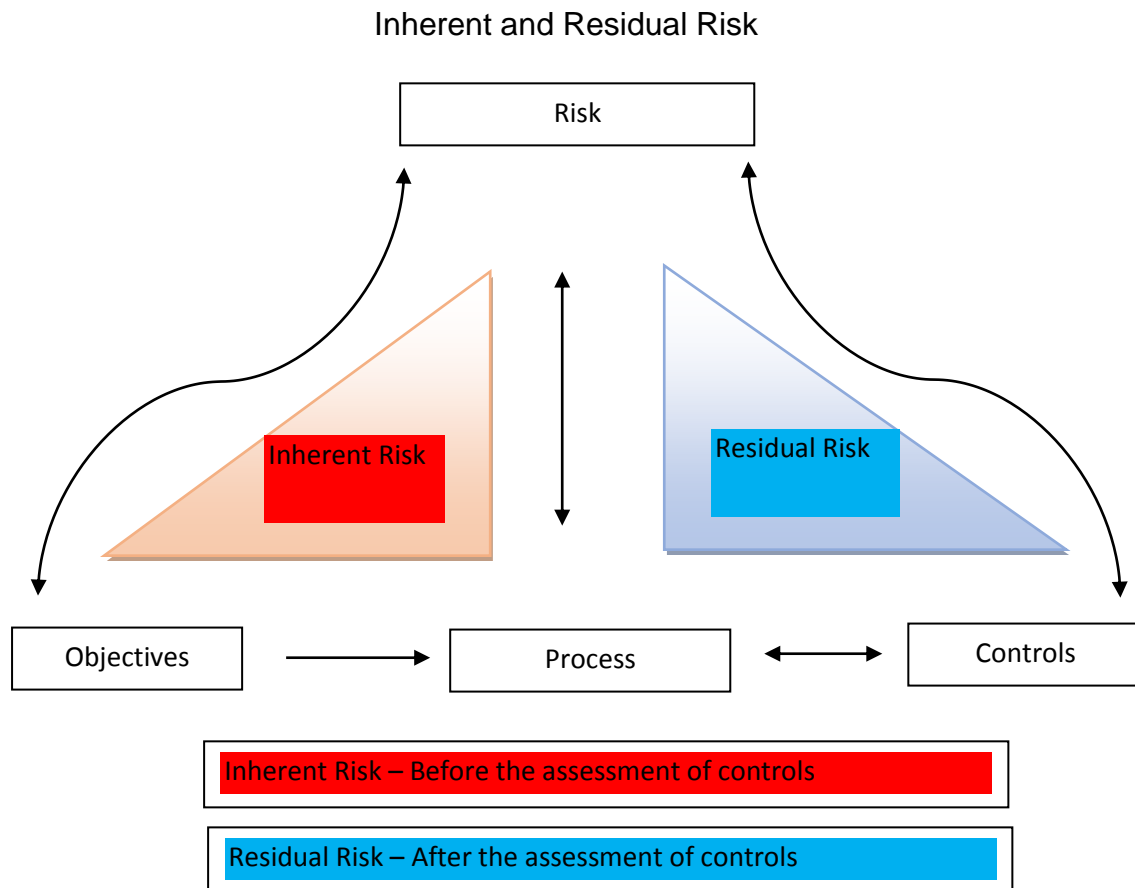 Inherent and Residual Risk
Risk
Inherent Risk
Residual Risk
Objectives
Process
Controls
Inherent Risk – Before the assessment of controls
Residual Risk – After the assessment of controls